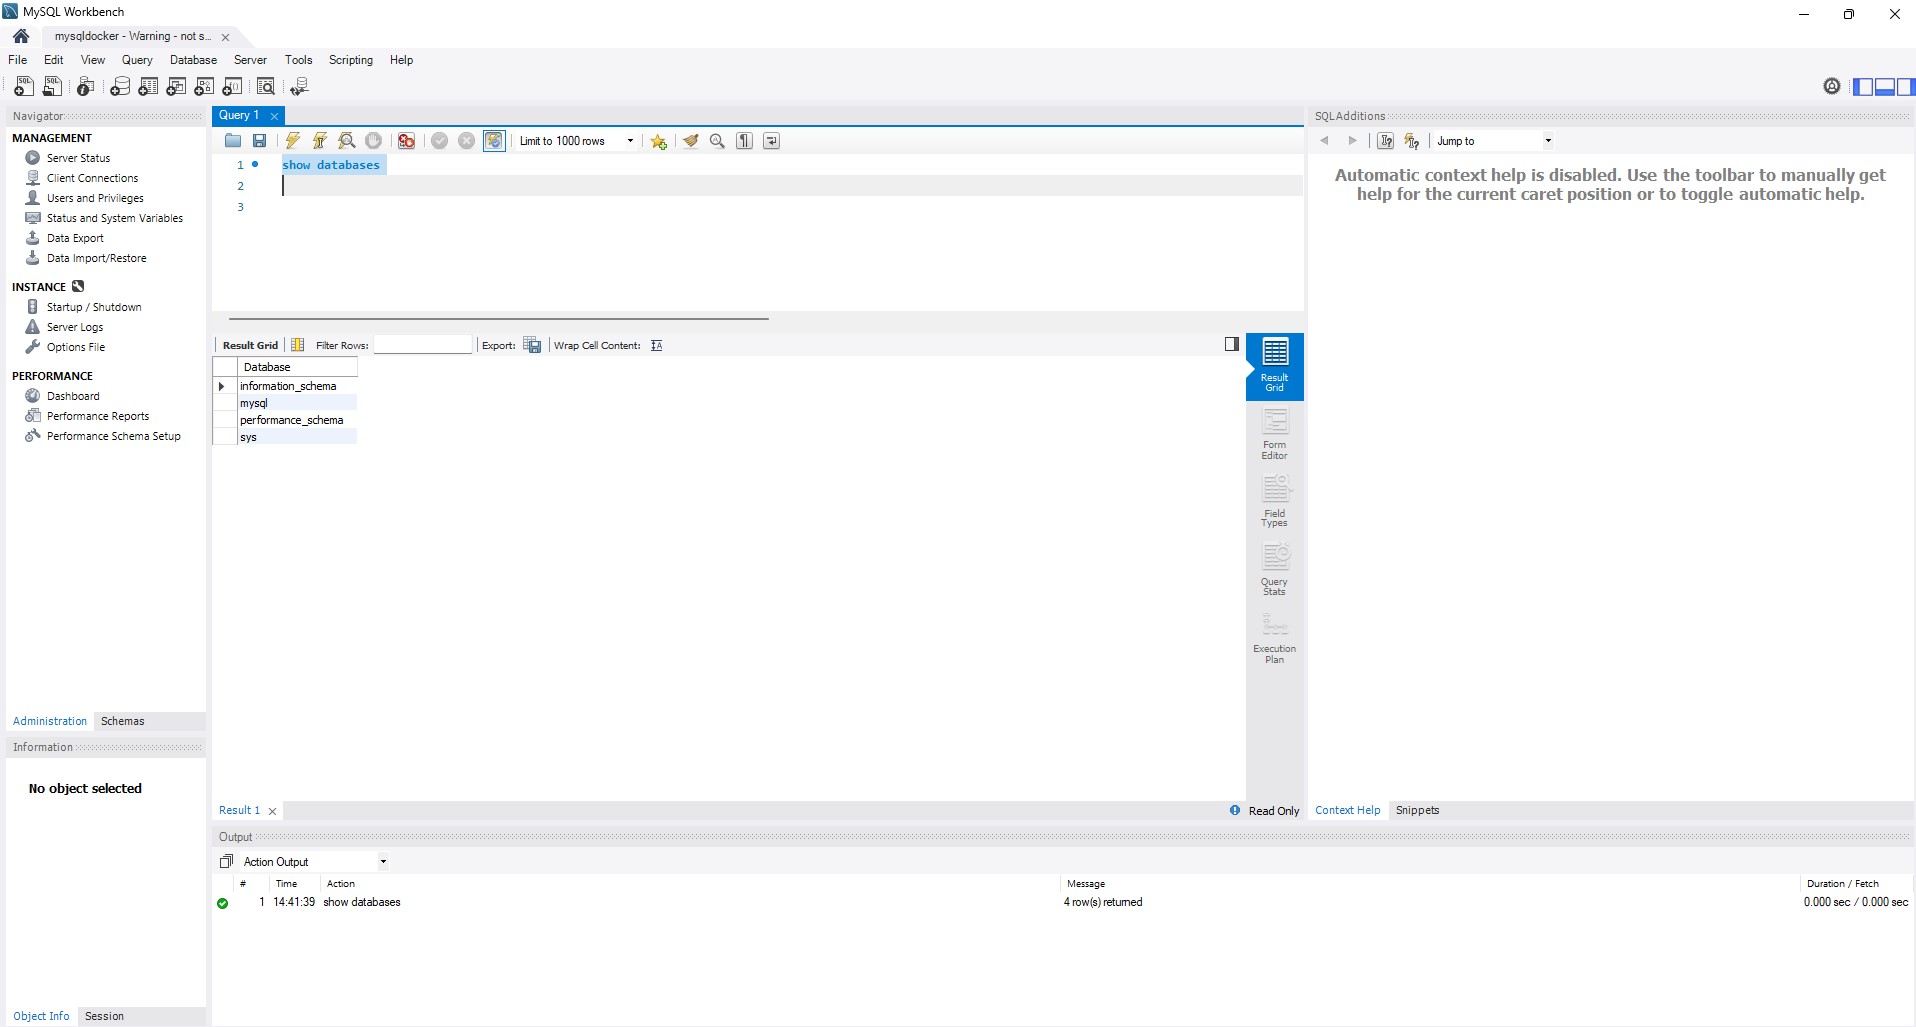 MySQL Workbench
mysqldocker - Warning - not s...
File Edit View Query Database Server Tools Scripting Help
Navigator
MANAGEMENT
Server Status
Client Connections
Users and Privileges
Status and System Variables
Data Export
Data Import/Restore
INSTANCE
Startup / Shutdown
Server Logs
Options File
PERFORMANCE
Dashboard
Performance Reports
Performance Schema Setup
Administration Schemas
Information
No object selected
Object Info Session
Query 1
Limit to 1000 rows
1 show databases
2
3
Result Grid Filter Rows: Export: Wrap Cell Content:
Database
information_schema
mysql
performance_schema
sys
Result
Grid
Form
Editor
Field
Types
Query
Stats
Execution
Plan
Result 1 Read Only
SQLAdditions
Jump to
Automatic context help is disabled. Use the toolbar to manually get
help for the current caret position or to toggle automatic help.
Context Help Snippets
Output
Action Output
# Time Action Message Duration / Fetch
1 14:41:39 show databases 4 row(s) returned 0.000 sec / 0.000 sec